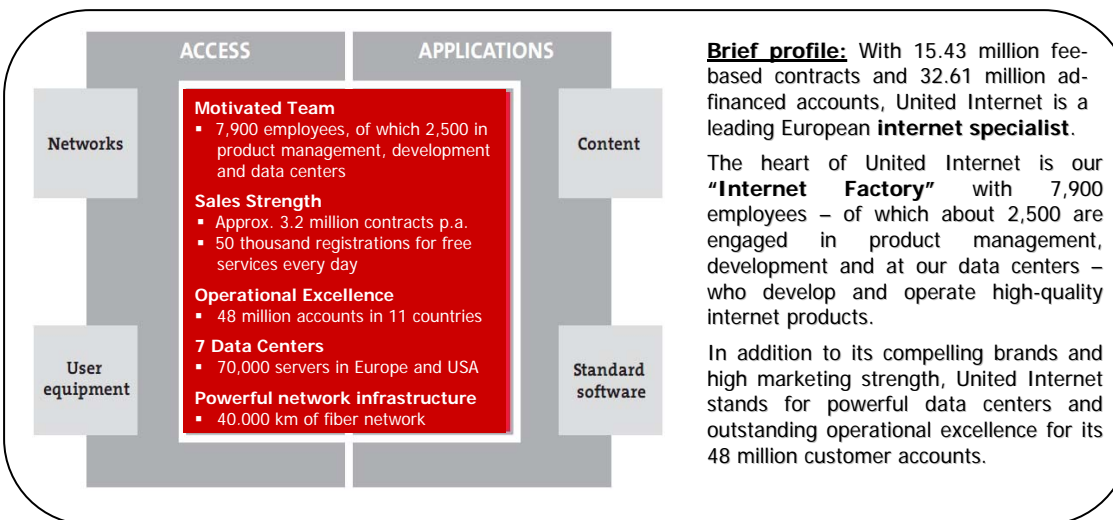 ACCESS
APPLICATIONS
Networks
User
equipment
Motivated Team
▪ 7,900 employees, of which 2,500 in
product management, development
and data centers
Sales Strength
▪ Approx. 3.2 million contracts p.a.
▪ 50 thousand registrations for free
services every day
Operational Excellence
▪ 48 million accounts in 11 countries
7 Data Centers
▪ 70,000 servers in Europe and USA
Powerful network infrastructure
▪ 40.000 km of fiber network
Content
Standard
software
Brief profile: With 15.43 million fee-
based contracts and 32.61 million ad-
financed accounts, United Internet is a
leading European internet specialist.
The heart of United Internet is our
“Internet Factory” with 7,900
employees – of which about 2,500 are
engaged in product management,
development and at our data centers –
who develop and operate high-quality
internet products.
In addition to its compelling brands and
high marketing strength, United Internet
stands for powerful data centers and
outstanding operational excellence for its
48 million customer accounts.